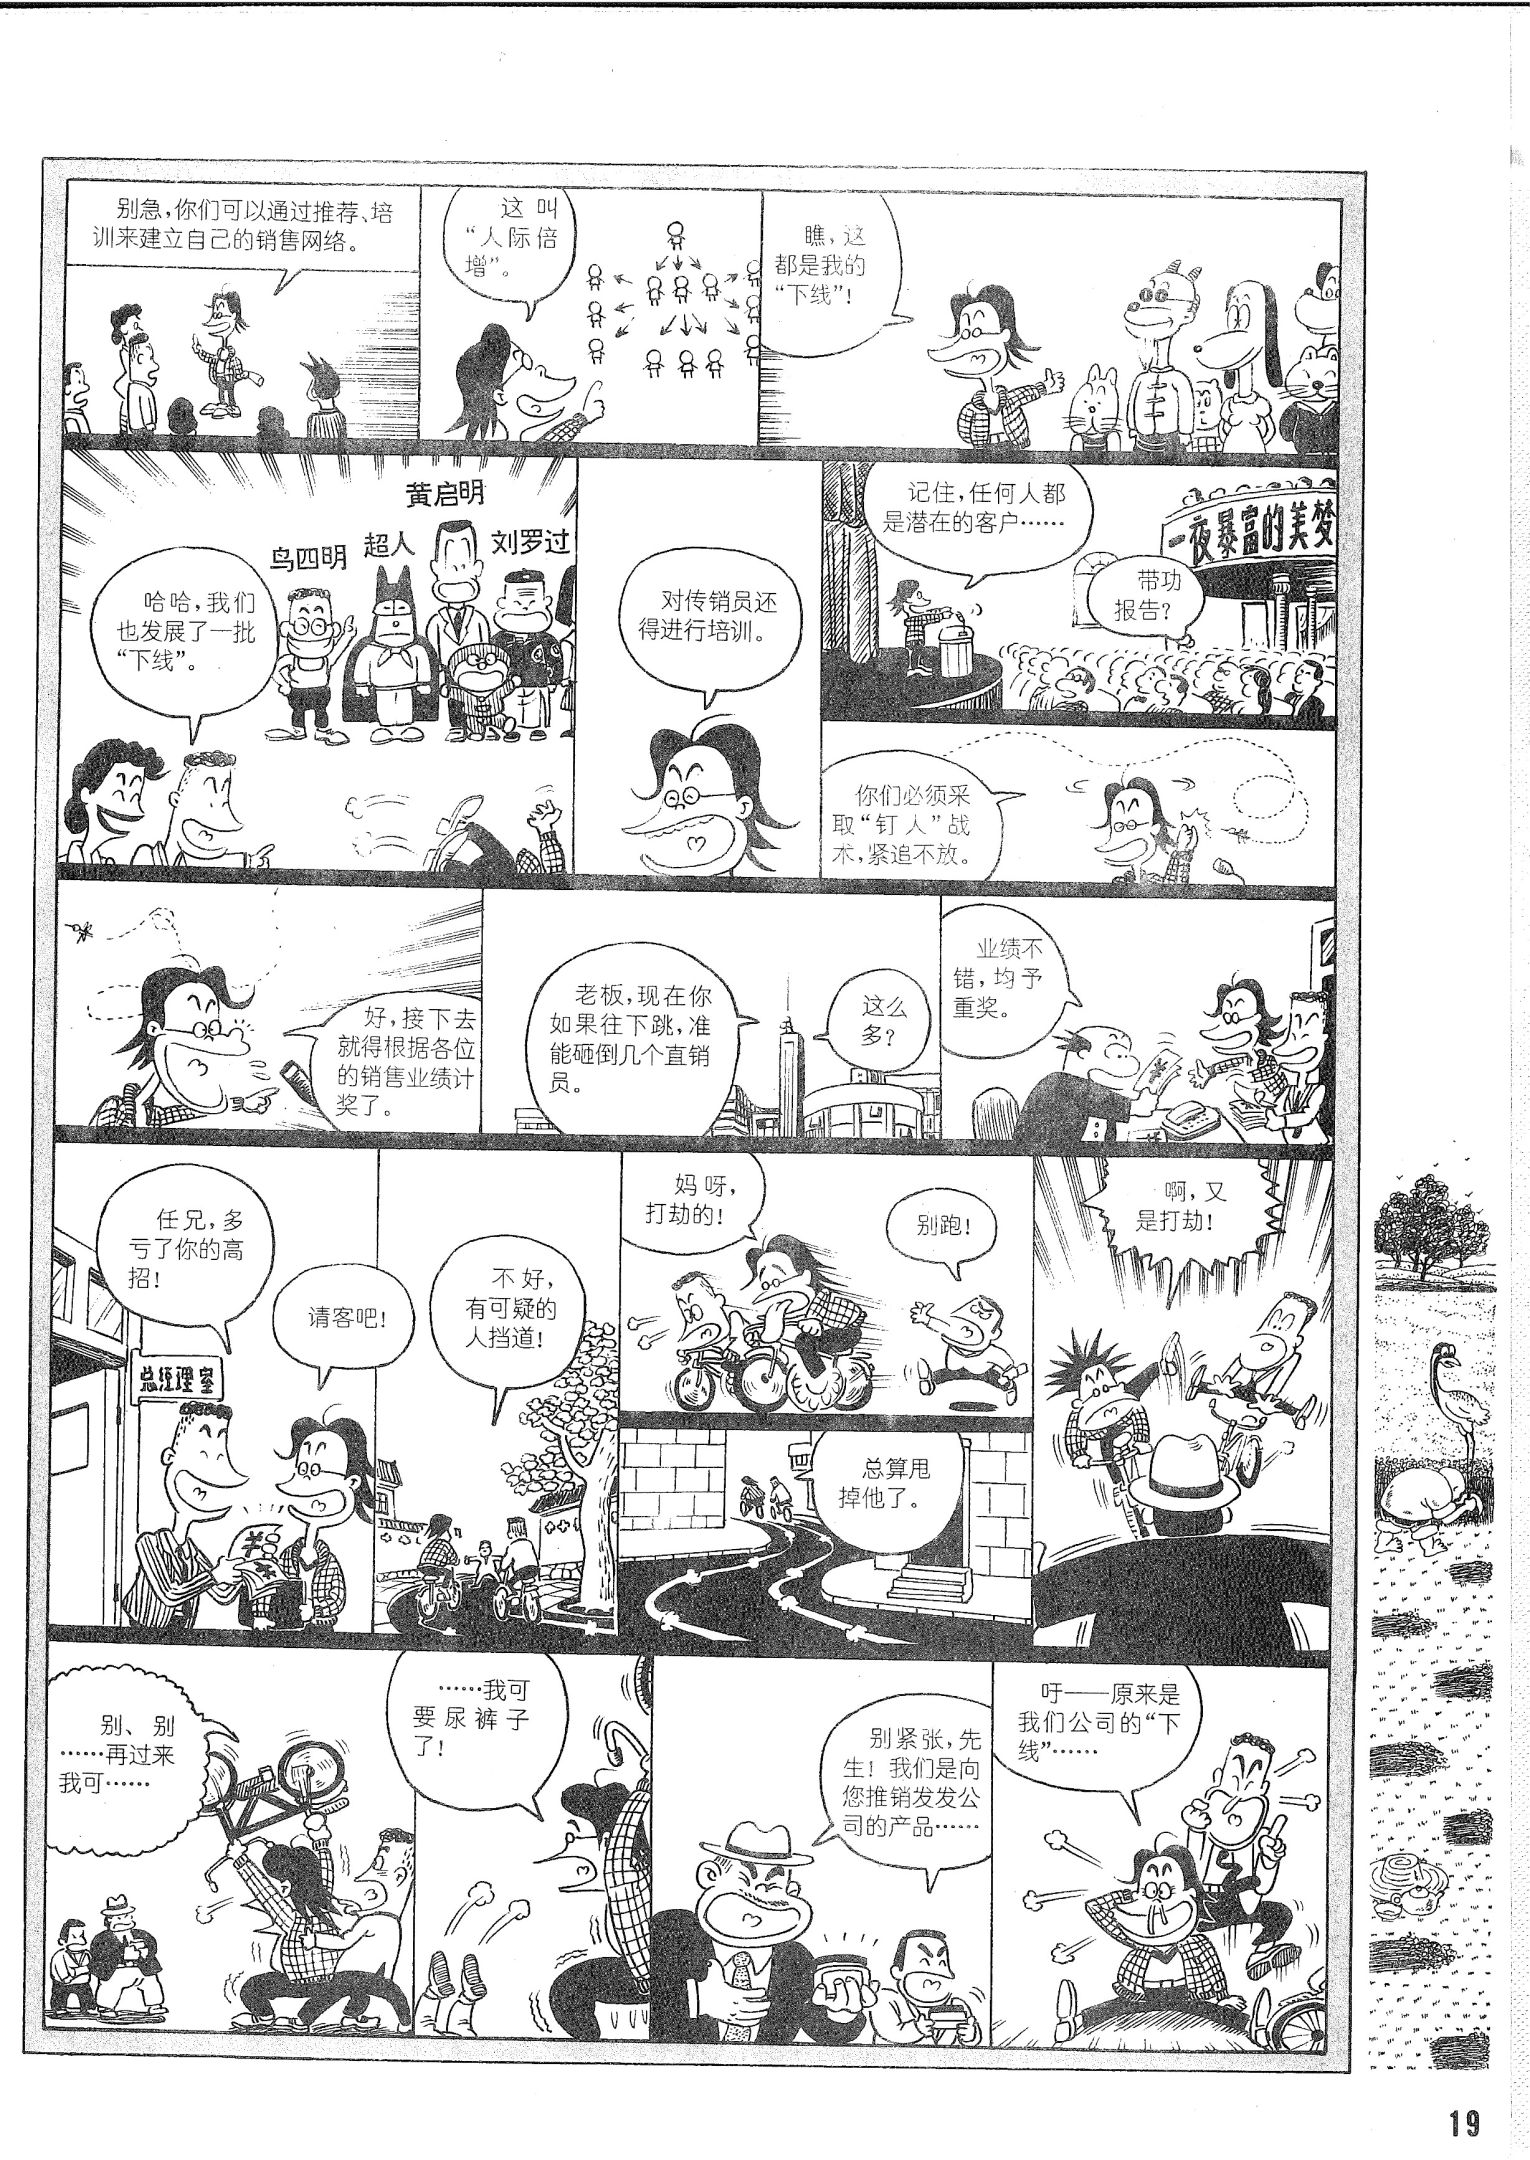 别急，你们可以通过推荐、培
训来建立自己的销售网络。
这叫
“人际倍
增”。
瞧，这
都是我的
“下线”！
哈哈，我们
也发展了一批
“下线”。
鸟四明
超人
黄启明
刘罗过
对传销员还
得进行培训。
记住，任何人都
是潜在的客户……
一夜暴富的美梦
带功
报告？
你们必须采
取“钉人”战
术，紧追不放。
好，接下去
就得根据各位
的销售业绩计
奖了。
老板，现在你
如果往下跳，准
能砸倒几个直销
员。
这么
多？
业绩不
错，均予
重奖。
任兄，多
亏了你的高
招！
请客吧！
总经理室
不好，
有可疑的
人挡道！
妈呀，
打劫的！
别跑！
总算甩
掉他了。
啊，又
是打劫！
别、别
……再过来
我可……
……我可
要尿裤子
了！
别紧张，先
生！我们是向
您推销发发公
司的产品……
吁——原来是
我们公司的“下
线”……
19